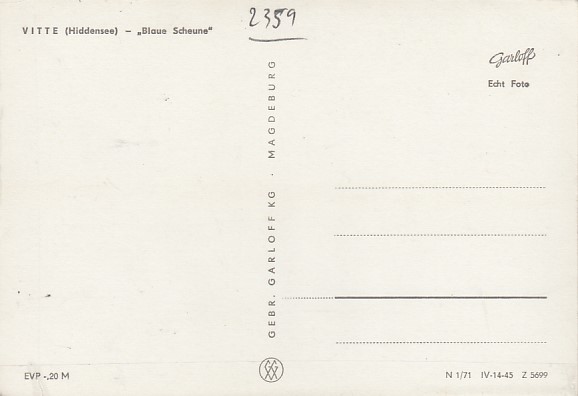 2359
VITTE (Hiddensee) – „Blaue Scheune"
Garloff
Echt Foto
GEBR. GARLOFF KG · MAGDEBURG
EVP -,20 M
N 1/71 IV-14-45 Z 5699